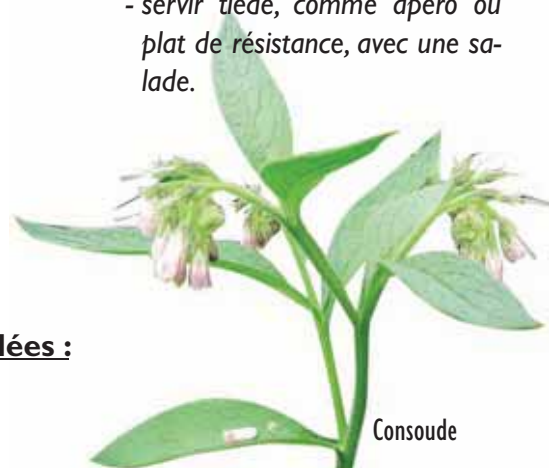 - servir tiède, comme apéro ou
plat de résistance, avec une sa-
lade.
lées :
Consoude